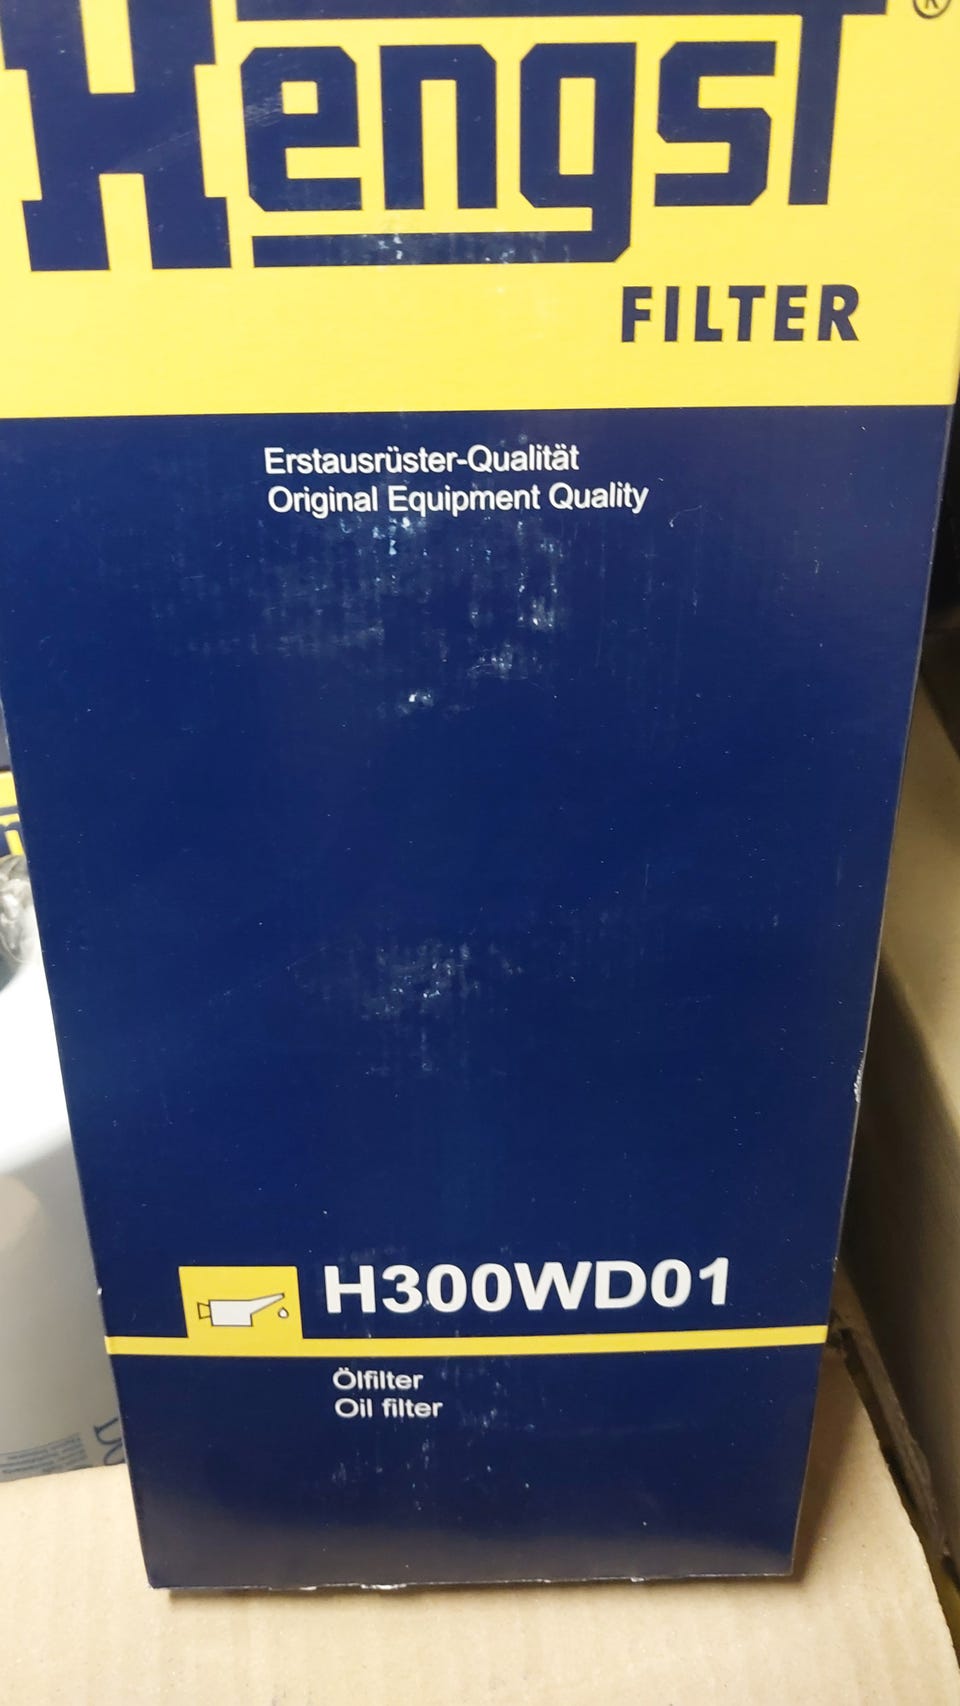 Hengst
®
FILTER
Erstausrüster-Qualität
Original Equipment Quality
H300WD01
Ölfilter
Oil filter